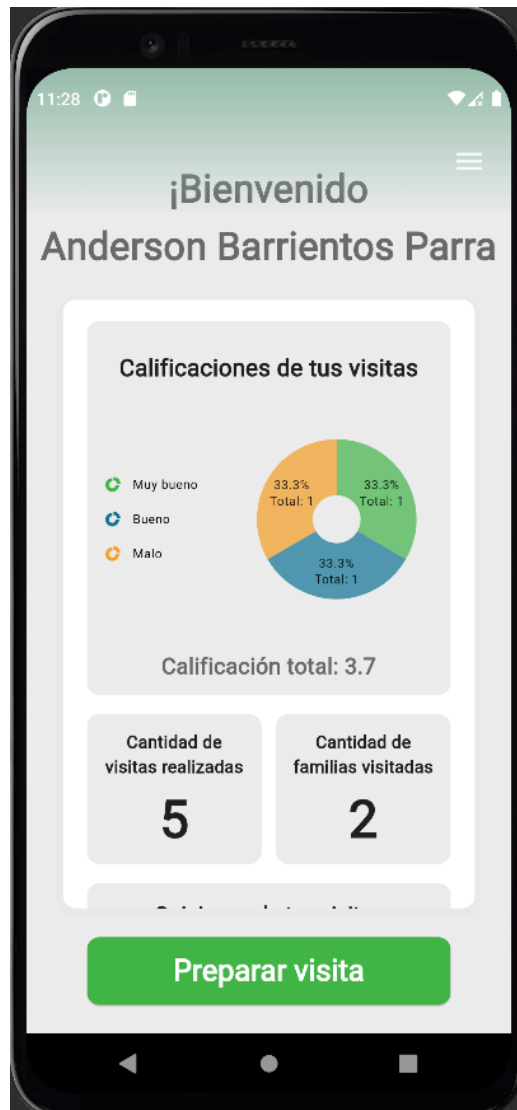 11:28
¡Bienvenido
Anderson Barrientos Parra
Calificaciones de tus visitas
Muy bueno
Bueno
Malo
33.3%
Total: 1
33.3%
Total: 1
33.3%
Total: 1
Calificación total: 3.7
Cantidad de
visitas realizadas
5
Cantidad de
familias visitadas
2
Preparar visita